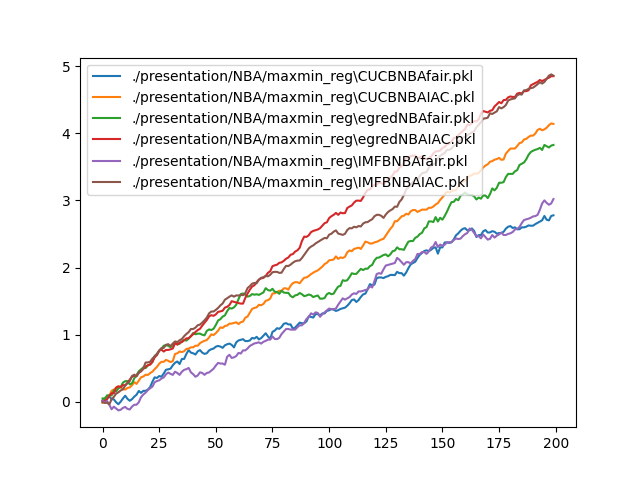 ./presentation/NBA/maxmin_reg\CUCBNBAfair.pkl
./presentation/NBA/maxmin_reg\CUCBNBAIAC.pkl
./presentation/NBA/maxmin_reg\egredNBAfair.pkl
./presentation/NBA/maxmin_reg\egredNBAIAC.pkl
./presentation/NBA/maxmin_reg\IMFBNBAfair.pkl
./presentation/NBA/maxmin_reg\IMFBNBAIAC.pkl
5
4
3
2
1
0
0 25 50 75 100 125 150 175 200